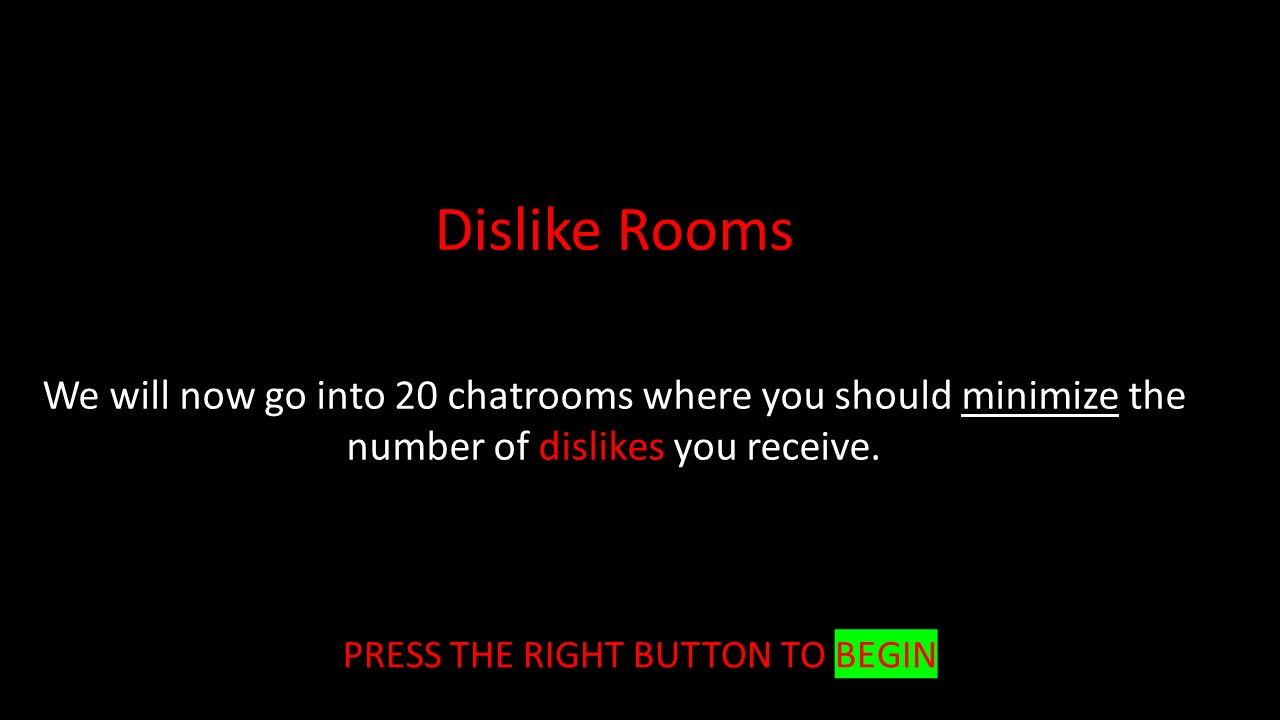 Dislike Rooms
We will now go into 20 chatrooms where you should minimize the
number of dislikes you receive.
PRESS THE RIGHT BUTTON TO BEGIN